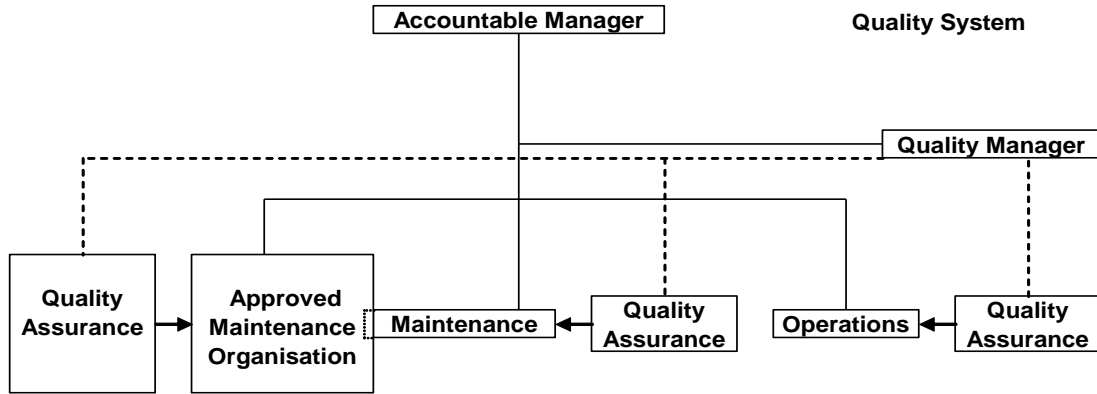 Accountable Manager
Quality System
Quality Manager
Quality
Assurance
Approved
Maintenance
Organisation
Maintenance
Quality
Assurance
Operations
Quality
Assurance